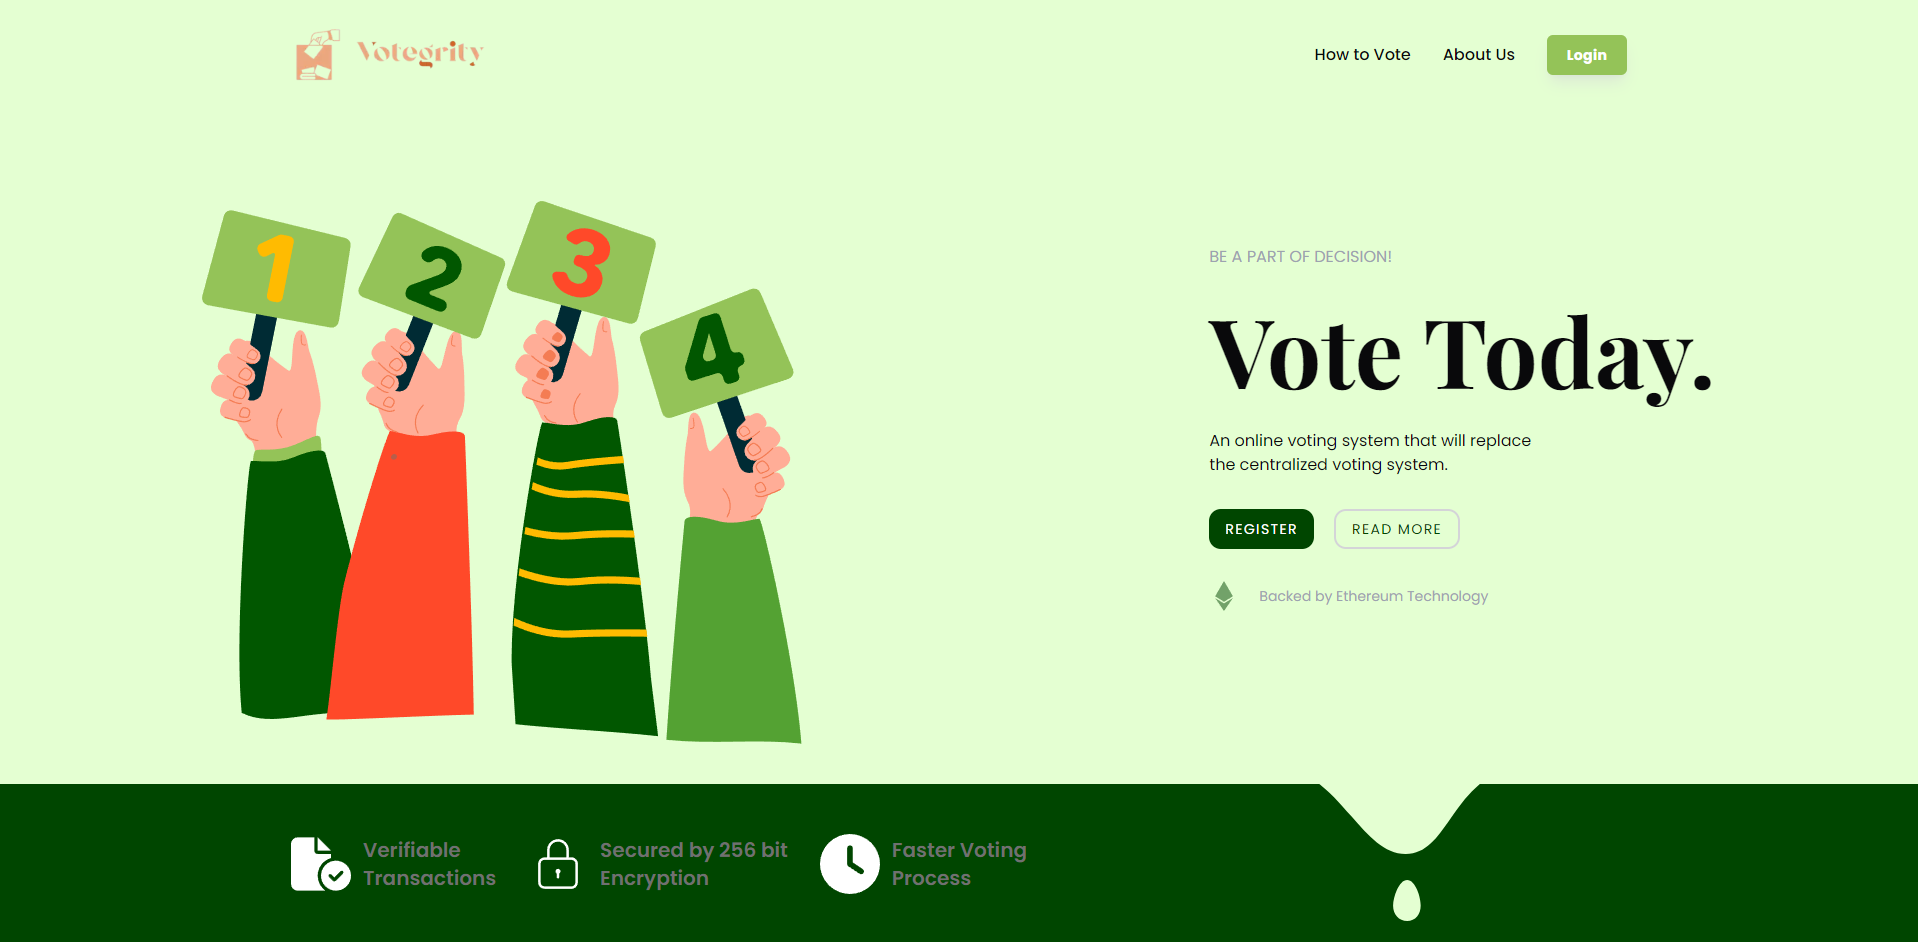 Votegrity
How to Vote
About Us
Login
1
2
3
4
BE A PART OF DECISION!
Vote Today.
An online voting system that will replace
the centralized voting system.
REGISTER
READ MORE
Backed by Ethereum Technology
Verifiable
Transactions
Secured by 256 bit
Encryption
Faster Voting
Process